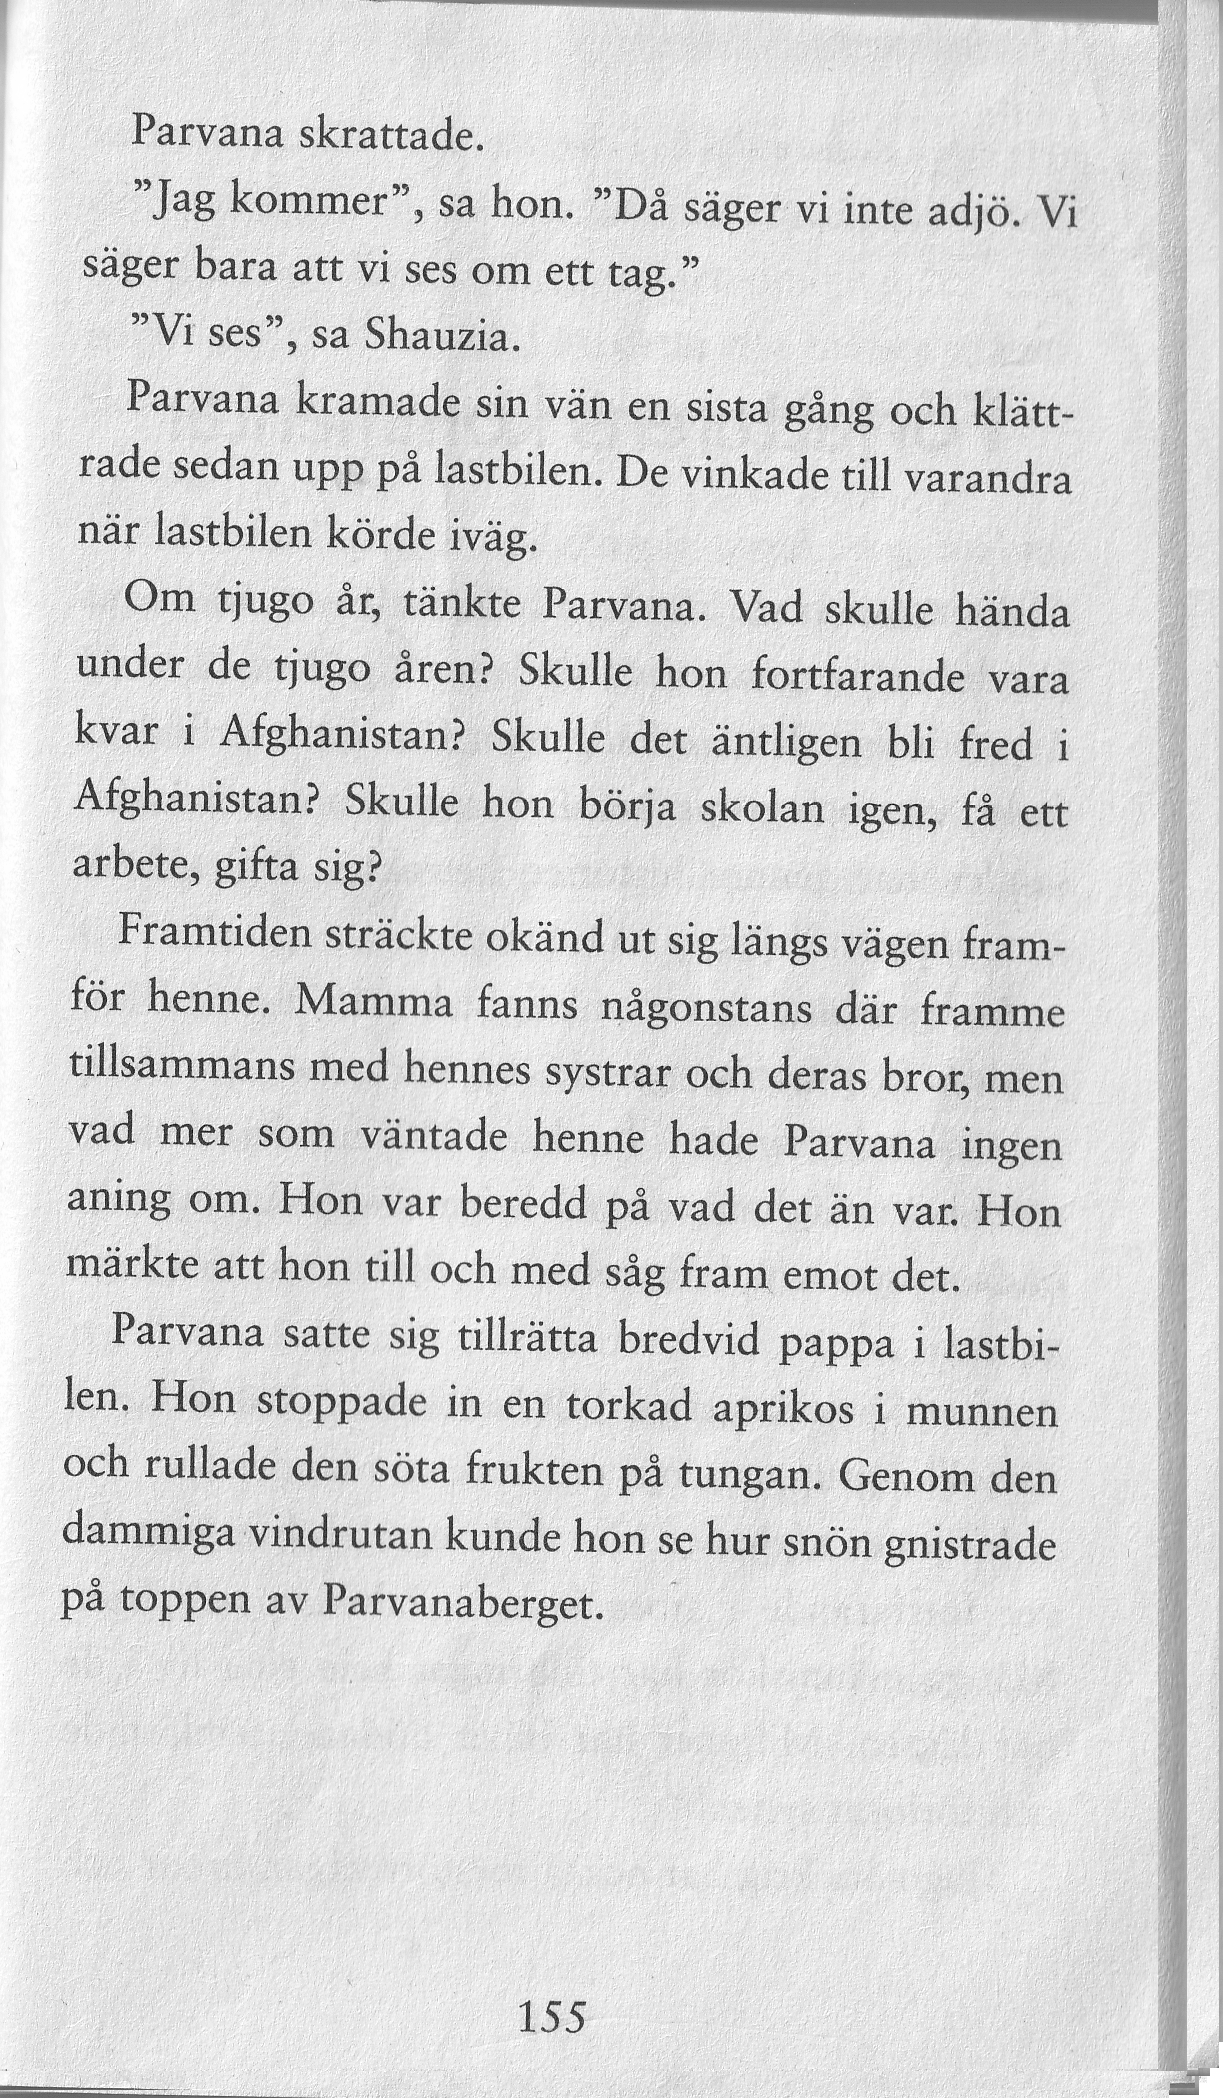 Parvana skrattade.
”Jag kommer”, sa hon. ”Då säger vi inte adjö. Vi
säger bara att vi ses om ett tag.”
”Vi ses”, sa Shauzia.
Parvana kramade sin vän en sista gång och klätt-
rade sedan upp på lastbilen. De vinkade till varandra
när lastbilen körde iväg.
Om tjugo år, tänkte Parvana. Vad skulle hända
under de tjugo åren? Skulle hon fortfarande vara
kvar i Afghanistan? Skulle det äntligen bli fred i
Afghanistan? Skulle hon börja skolan igen, få ett
arbete, gifta sig?
Framtiden sträckte okänd ut sig längs vägen fram-
för henne. Mamma fanns någonstans där framme
tillsammans med hennes systrar och deras bror, men
vad mer som väntade henne hade Parvana ingen
aning om. Hon var beredd på vad det än var. Hon
märkte att hon till och med såg fram emot det.
Parvana satte sig tillrätta bredvid pappa i lastbi-
len. Hon stoppade in en torkad aprikos i munnen
och rullade den söta frukten på tungan. Genom den
dammiga vindrutan kunde hon se hur snön gnistrade
på toppen av Parvanaberget.
155